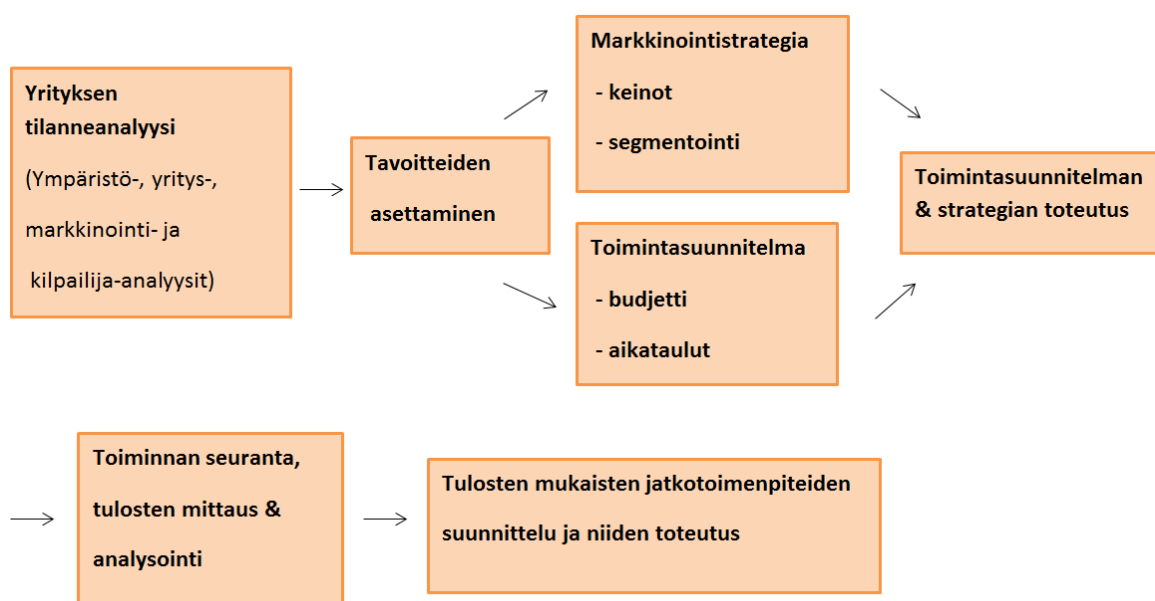 Yrityksen
tilanneanalyysi
(Ympäristö-, yritys-,
markkinointi- ja
kilpailija-analyysit)
Tavoitteiden
asettaminen
Markkinointistrategia
- keinot
- segmentointi
Toimintasuunnitelma
- budjetti
- aikataulut
Toimintasuunnitelman
& strategian toteutus
Toiminnan seuranta,
tulosten mittaus &
analysointi
Tulosten mukaisten jatkotoimenpiteiden
suunnittelu ja niiden toteutus